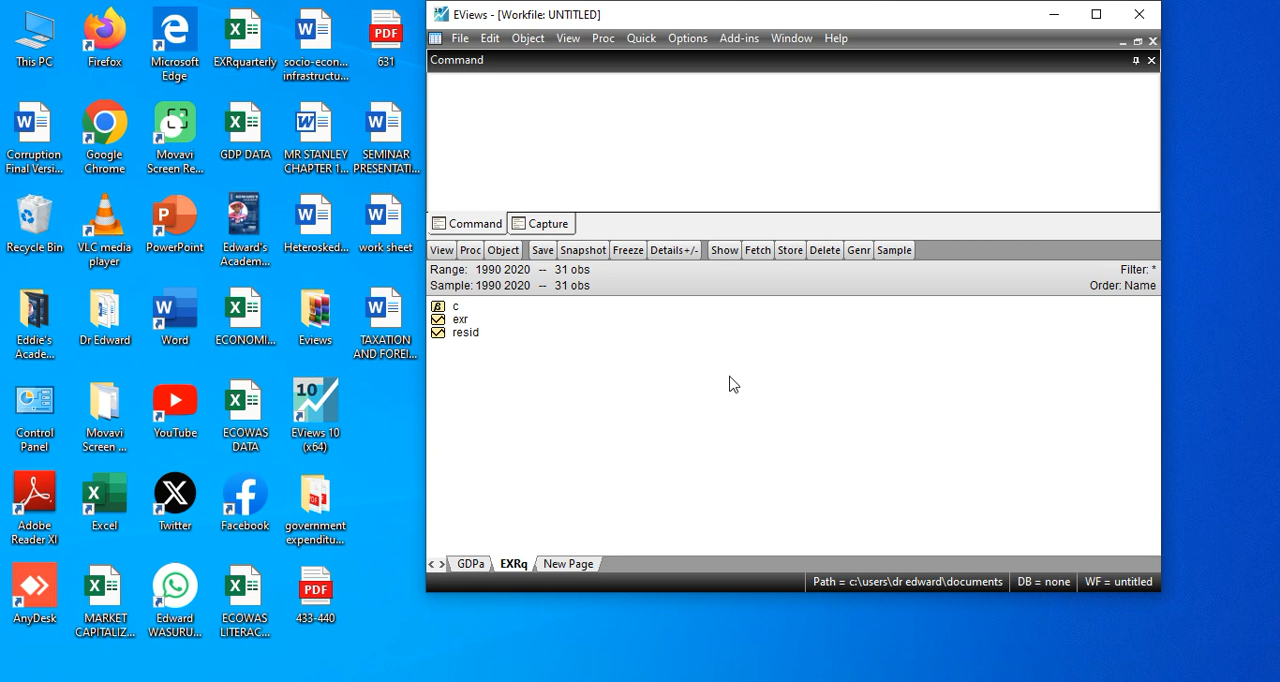 This PC
Firefox
Microsoft
Edge
EXRquarterly
socio-econ...
infrastructu...
PDF
631
Corruption
Final Versi...
Google
Chrome
Movavi
Screen Re...
GDP DATA
MR STANLEY
CHAPTER 1...
SEMINAR
PRESENTATI...
Recycle Bin
VLC media
player
PowerPoint
Edward's
Academ...
Heterosked...
work sheet
Eddie's
Acade...
Dr Edward
Word
ECONOMI...
Eviews
TAXATION
AND FOREI...
Control
Panel
Movavi
Screen ...
YouTube
ECOWAS
DATA
10
EViews 10
(x64)
Adobe
Reader XI
Excel
Twitter
Facebook
government
expenditu...
AnyDesk
MARKET
CAPITALIZ...
Edward
WASURU...
ECOWAS
LITERAC...
PDF
433-440
EViews - [Workfile: UNTITLED]
File Edit Object View Proc Quick Options Add-ins Window Help
Command
Command Capture
View Proc Object Save Snapshot Freeze Details+/- Show Fetch Store Delete Genr Sample
Range: 1990 2020 -- 31 obs Filter: *
Sample: 1990 2020 -- 31 obs Order: Name
c
exr
resid
GDPa EXRq New Page
Path = c:\users\dr edward\documents DB = none WF = untitled